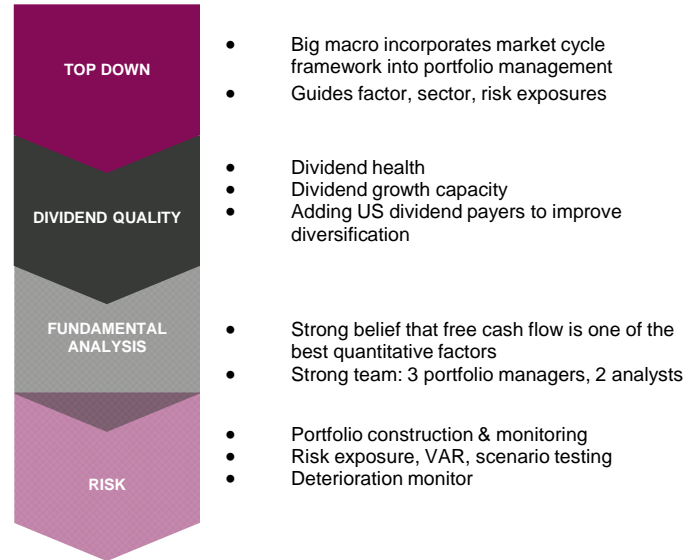 TOP DOWN
• Big macro incorporates market cycle
framework into portfolio management
• Guides factor, sector, risk exposures
DIVIDEND QUALITY
• Dividend health
• Dividend growth capacity
• Adding US dividend payers to improve
diversification
FUNDAMENTAL
ANALYSIS
• Strong belief that free cash flow is one of the
best quantitative factors
• Strong team: 3 portfolio managers, 2 analysts
RISK
• Portfolio construction & monitoring
• Risk exposure, VAR, scenario testing
• Deterioration monitor